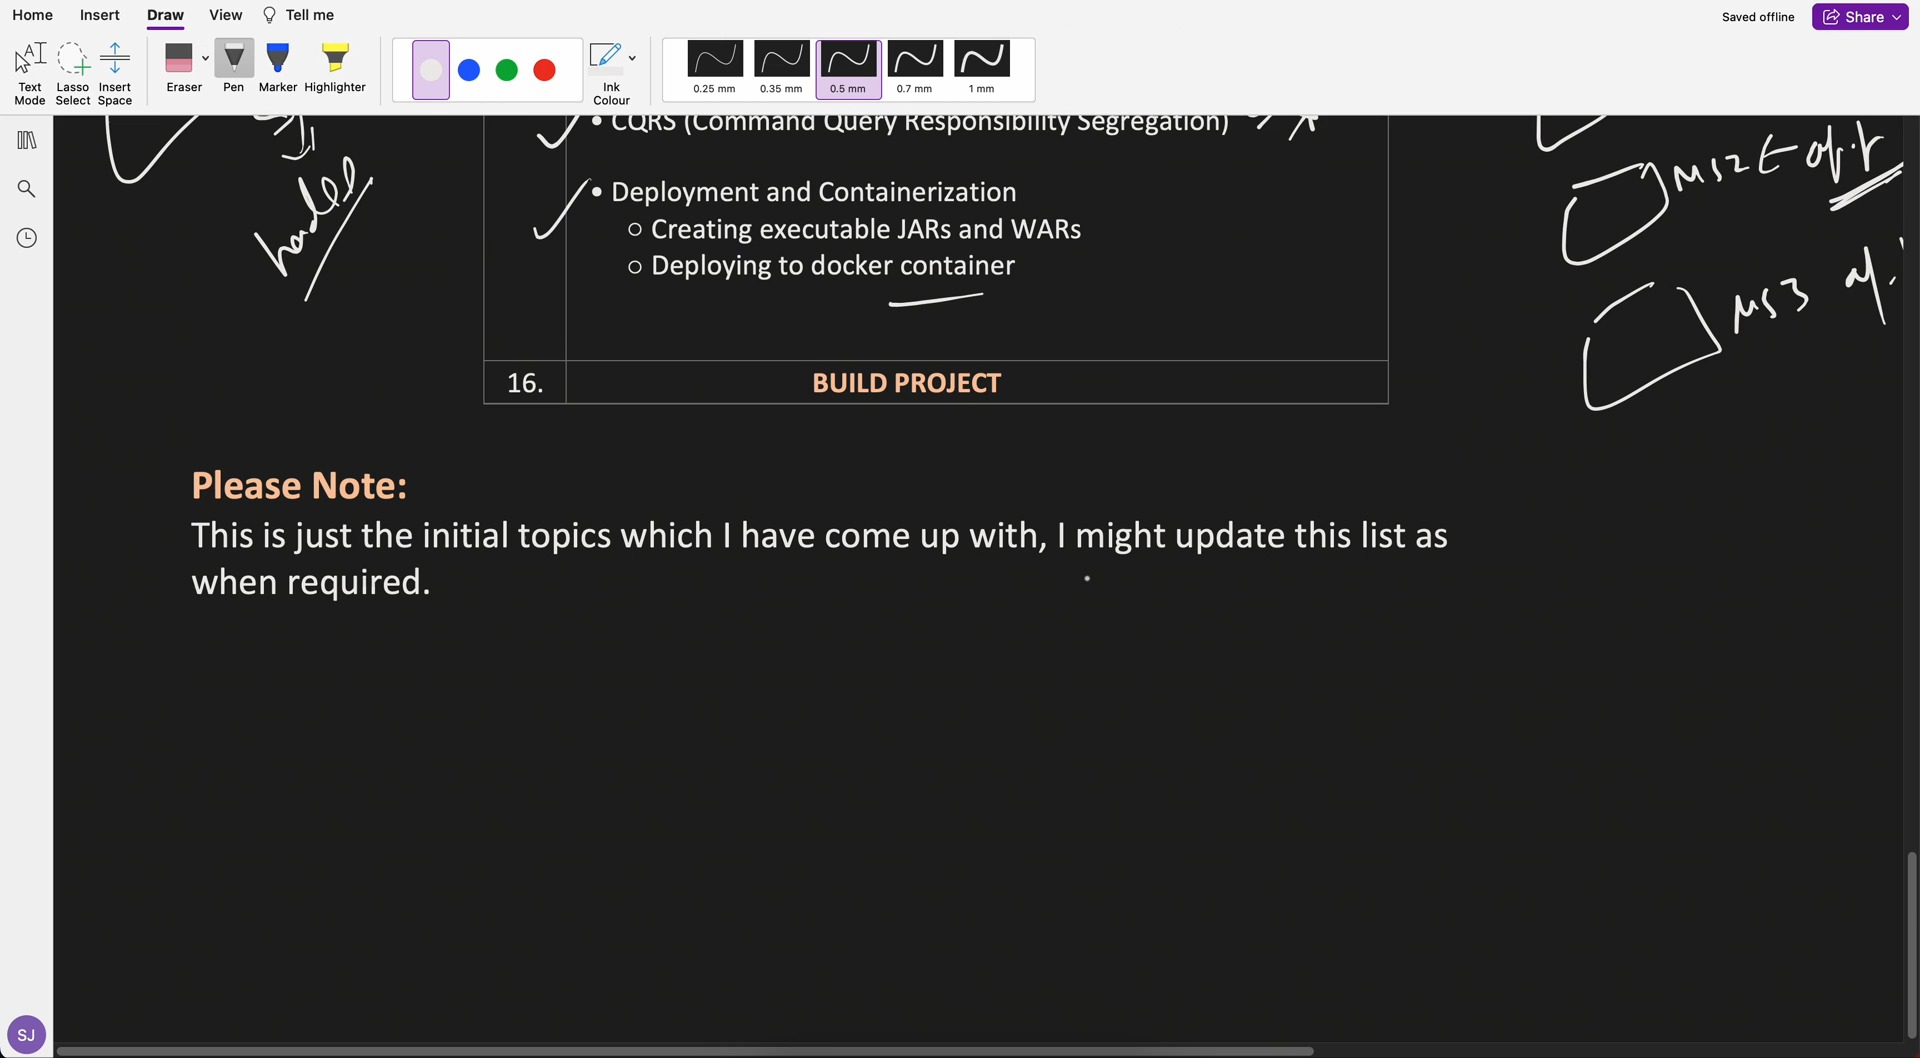 Home Insert Draw View Tell me
Saved offline Share
Text Mode
Lasso Select
Insert Space
Eraser
Pen
Marker
Highlighter
Ink Colour
0.25 mm
0.35 mm
0.5 mm
0.7 mm
1 mm
• CQRS (Command Query Responsibility Segregation)
MS2
• Deployment and Containerization
○ Creating executable JARs and WARs
○ Deploying to docker container
MS3
16. BUILD PROJECT
Please Note:
This is just the initial topics which I have come up with, I might update this list as
when required.
SJ